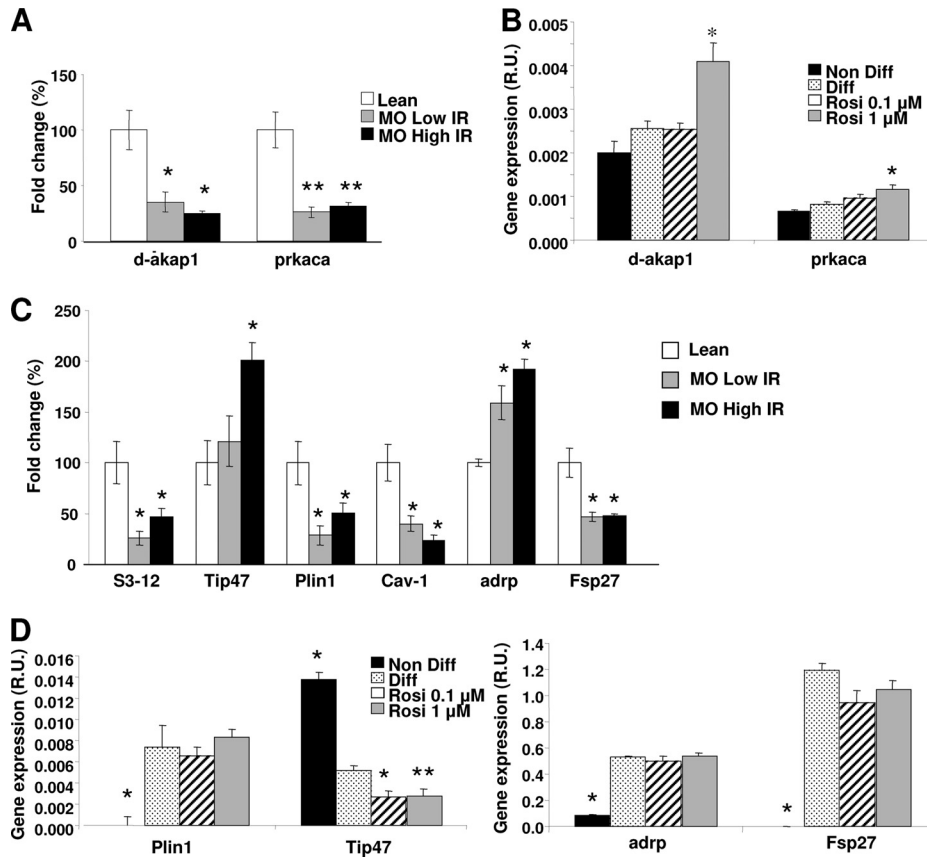 A
Fold change (%)
150
100
50
0
Lean
MO Low IR
MO High IR
* * ** **
d-akap1 prkaca
B
Gene expression (R.U.)
0.005
0.004
0.003
0.002
0.001
0.000
Non Diff
Diff
Rosi 0.1 µM
Rosi 1 µM
*
*
d-akap1 prkaca
C
Fold change (%)
250
200
150
100
50
0
Lean
MO Low IR
MO High IR
* * * * * * * * * * *
S3-12 Tip47 Plin1 Cav-1 adrp Fsp27
D
Gene expression (R.U.)
0.016
0.014
0.012
0.010
0.008
0.006
0.004
0.002
0.000
Non Diff
Diff
Rosi 0.1 µM
Rosi 1 µM
* * * **
Plin1 Tip47
Gene expression (R.U.)
1.4
1.2
1.0
0.8
0.6
0.4
0.2
0.0
* *
adrp Fsp27